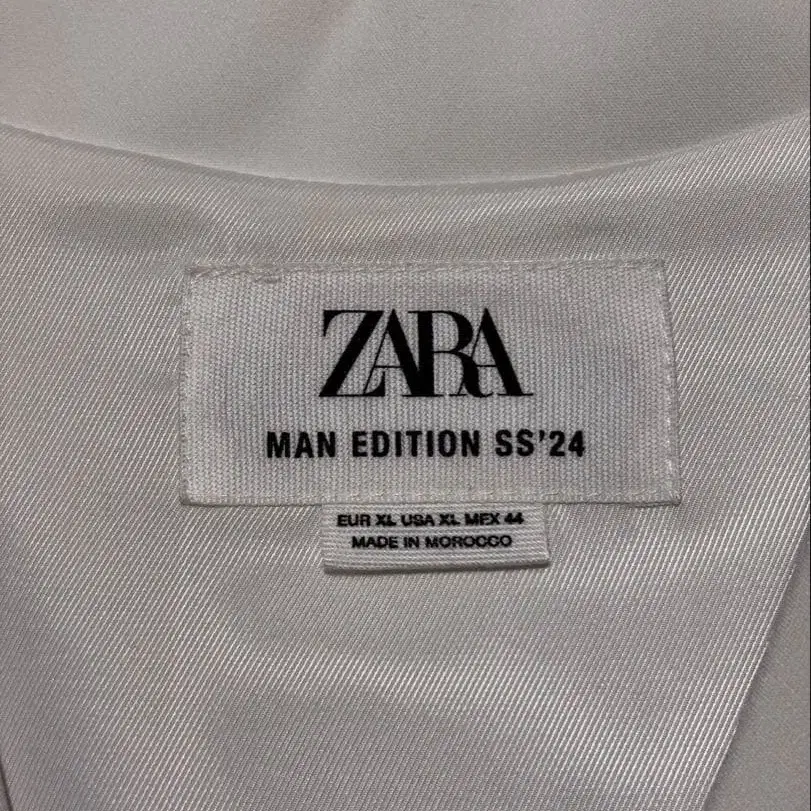 ZARA
MAN EDITION SS'24
EUR XL USA XL MEX 44
MADE IN MOROCCO